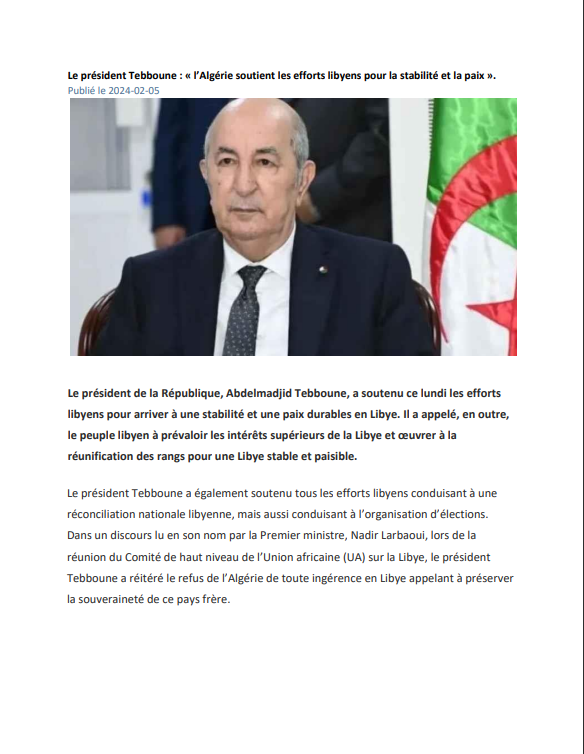 Le président Tebboune : « l’Algérie soutient les efforts libyens pour la stabilité et la paix ».
Publié le 2024-02-05
Le président de la République, Abdelmadjid Tebboune, a soutenu ce lundi les efforts
libyens pour arriver à une stabilité et une paix durables en Libye. Il a appelé, en outre,
le peuple libyen à prévaloir les intérêts supérieurs de la Libye et œuvrer à la
réunification des rangs pour une Libye stable et paisible.
Le président Tebboune a également soutenu tous les efforts libyens conduisant à une
réconciliation nationale libyenne, mais aussi conduisant à l’organisation d’élections.
Dans un discours lu en son nom par la Premier ministre, Nadir Larbaoui, lors de la
réunion du Comité de haut niveau de l’Union africaine (UA) sur la Libye, le président
Tebboune a réitéré le refus de l’Algérie de toute ingérence en Libye appelant à préserver
la souveraineté de ce pays frère.